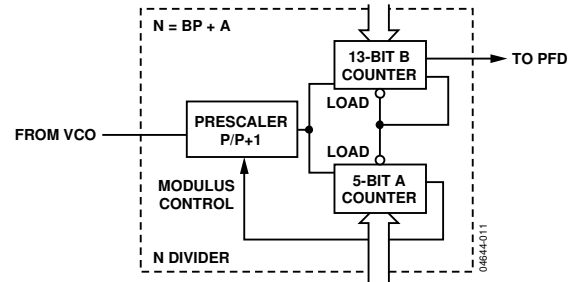 N = BP + A
13-BIT B
COUNTER
TO PFD
LOAD
PRESCALER
P/P+1
FROM VCO
LOAD
MODULUS
CONTROL
5-BIT A
COUNTER
N DIVIDER
04644-011